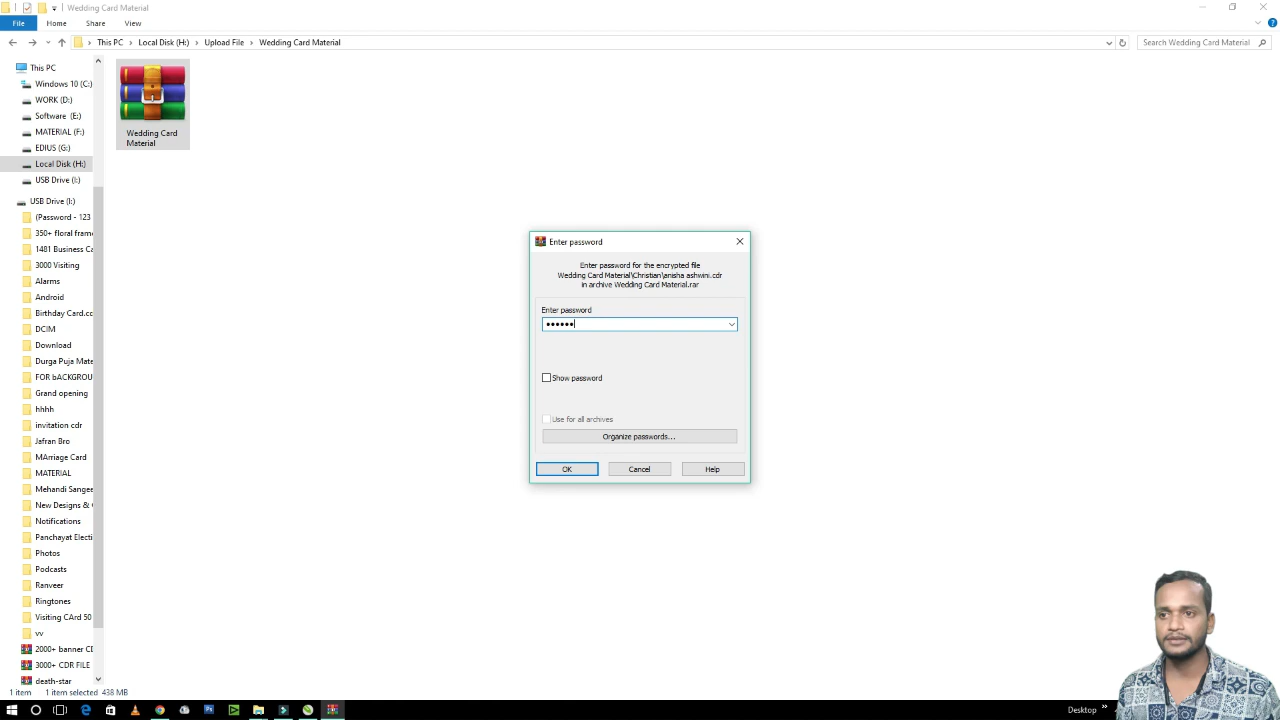 Wedding Card Material
File
Home
Share
View
This PC
Local Disk (H:)
Upload File
Wedding Card Material
Search Wedding Card Material
This PC
Windows 10 (C:)
WORK (D:)
Software (E:)
MATERIAL (F:)
EDIUS (G:)
Local Disk (H:)
USB Drive (I:)
USB Drive (I:)
(Password - 123
350+ floral frame
1481 Business Ca
3000 Visiting
Alarms
Android
Birthday Card.cd
DCIM
Download
Durga Puja Mate
FOR bACKGROU
Grand opening
hhhh
invitation cdr
Jafran Bro
MArriage Card
MATERIAL
Mehandi Sangee
New Designs &
Notifications
Panchayat Electi
Photos
Podcasts
Ranveer
Ringtones
Visiting CArd 50
vv
2000+ banner CD
3000+ CDR FILE
death-star
Wedding Card
Material
Enter password
Enter password for the encrypted file
Wedding Card Material\Christian\anisha ashwini.cdr
in archive Wedding Card Material.rar
Enter password
Show password
Use for all archives
Organize passwords...
OK
Cancel
Help
1 item
1 item selected 438 MB
Desktop